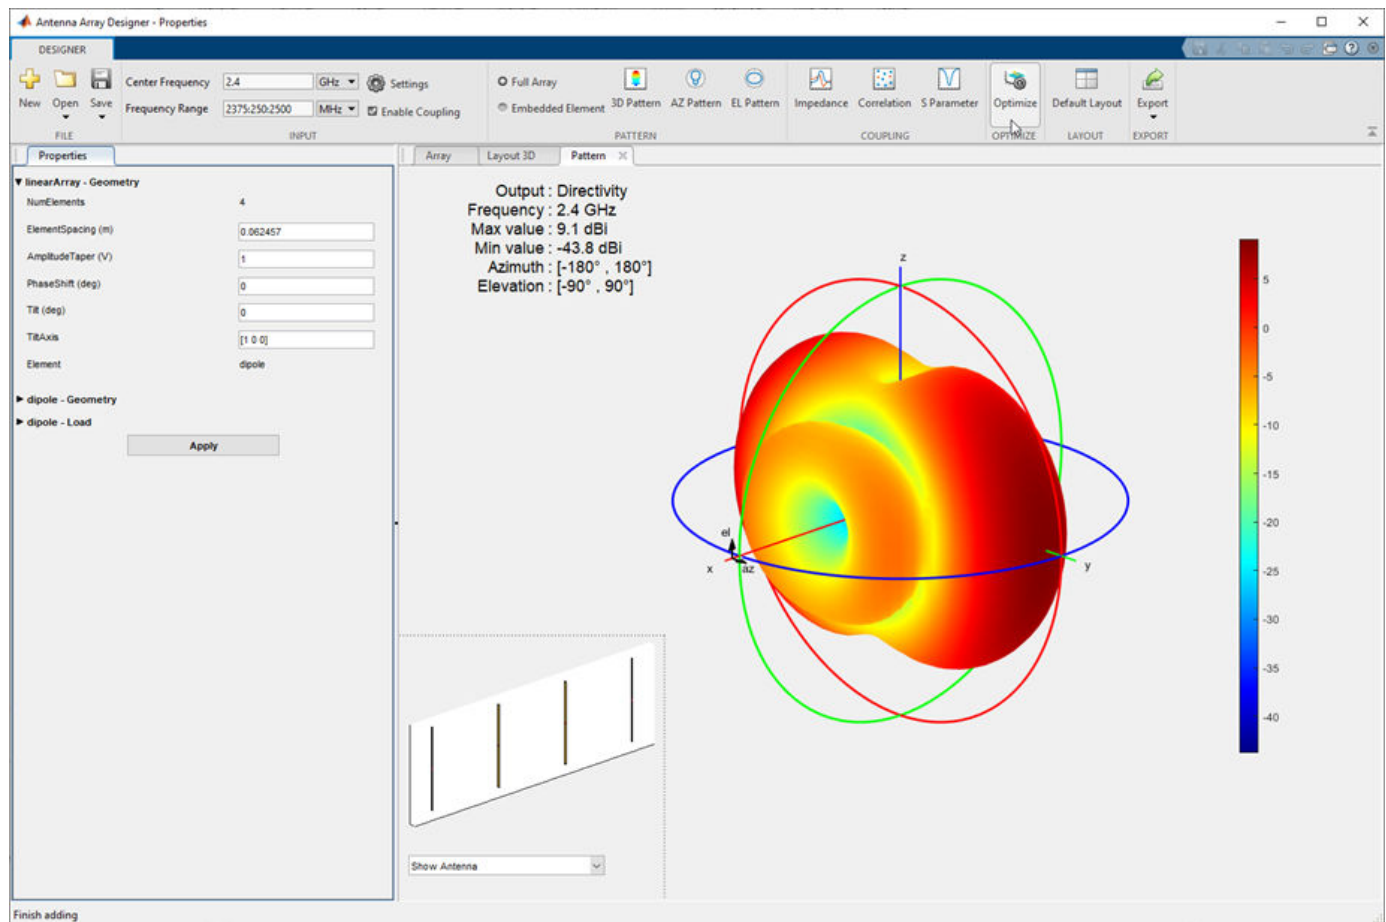 Antenna Array Designer - Properties
DESIGNER
New Open Save
FILE
Center Frequency 2.4 GHz Settings
Frequency Range 2375:250:2500 MHz Enable Coupling
INPUT
Full Array
Embedded Element
3D Pattern AZ Pattern EL Pattern
PATTERN
Impedance Correlation S Parameter
COUPLING
Optimize
OPTIMIZE
Default Layout
LAYOUT
Export
EXPORT
Properties
linearArray - Geometry
NumElements 4
ElementSpacing (m) 0.062457
AmplitudeTaper (V) 1
PhaseShift (deg) 0
Tilt (deg) 0
TiltAxis [1 0 0]
Element dipole
dipole - Geometry
dipole - Load
Apply
Array Layout 3D Pattern
Output : Directivity
Frequency : 2.4 GHz
Max value : 9.1 dBi
Min value : -43.8 dBi
Azimuth : [-180° , 180°]
Elevation : [-90° , 90°]
z
el
x
az
y
5
0
-5
-10
-15
-20
-25
-30
-35
-40
Show Antenna
Finish adding